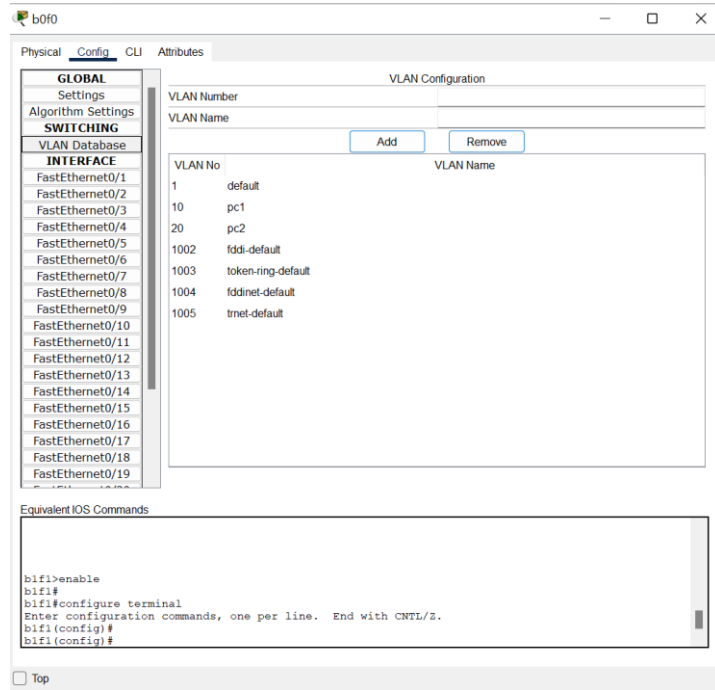 b0f0
Physical Config CLI Attributes
GLOBAL
Settings
Algorithm Settings
SWITCHING
VLAN Database
INTERFACE
FastEthernet0/1
FastEthernet0/2
FastEthernet0/3
FastEthernet0/4
FastEthernet0/5
FastEthernet0/6
FastEthernet0/7
FastEthernet0/8
FastEthernet0/9
FastEthernet0/10
FastEthernet0/11
FastEthernet0/12
FastEthernet0/13
FastEthernet0/14
FastEthernet0/15
FastEthernet0/16
FastEthernet0/17
FastEthernet0/18
FastEthernet0/19
VLAN Configuration
VLAN Number
VLAN Name
Add Remove
VLAN No VLAN Name
1 default
10 pc1
20 pc2
1002 fddi-default
1003 token-ring-default
1004 fddinet-default
1005 trnet-default
Equivalent IOS Commands
b1f1>enable
b1f1#
b1f1#configure terminal
Enter configuration commands, one per line. End with CNTL/Z.
b1f1(config)#
b1f1(config)#
Top